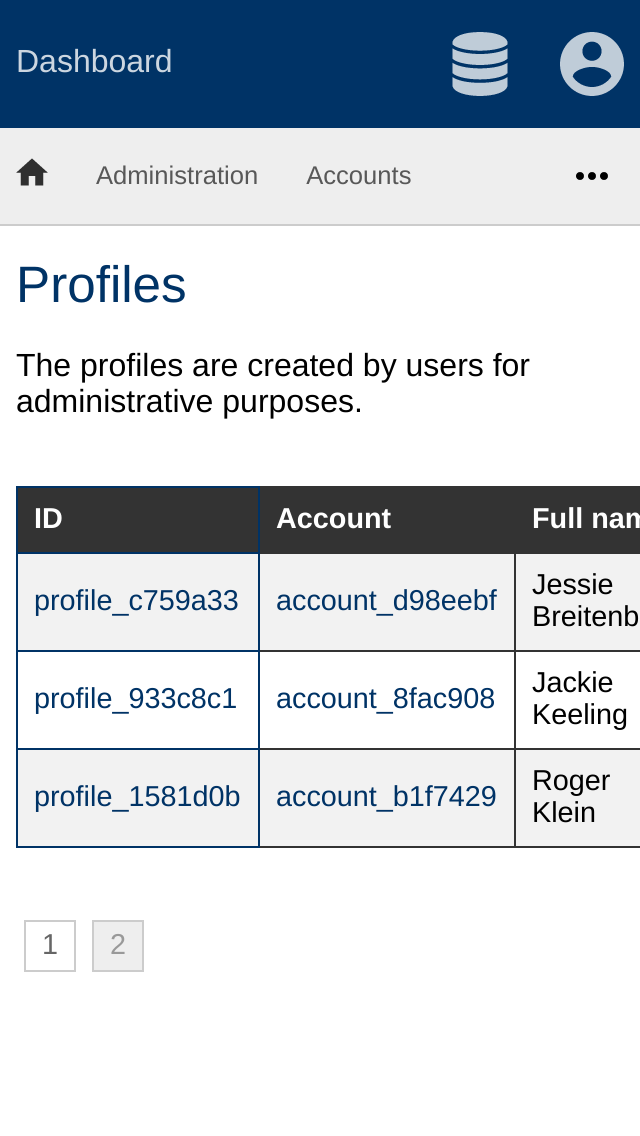 Dashboard
Administration Accounts
Profiles
The profiles are created by users for
administrative purposes.
ID Account Full nam
profile_c759a33 account_d98eebf Jessie
Breitenb
profile_933c8c1 account_8fac908 Jackie
Keeling
profile_1581d0b account_b1f7429 Roger
Klein
1 2